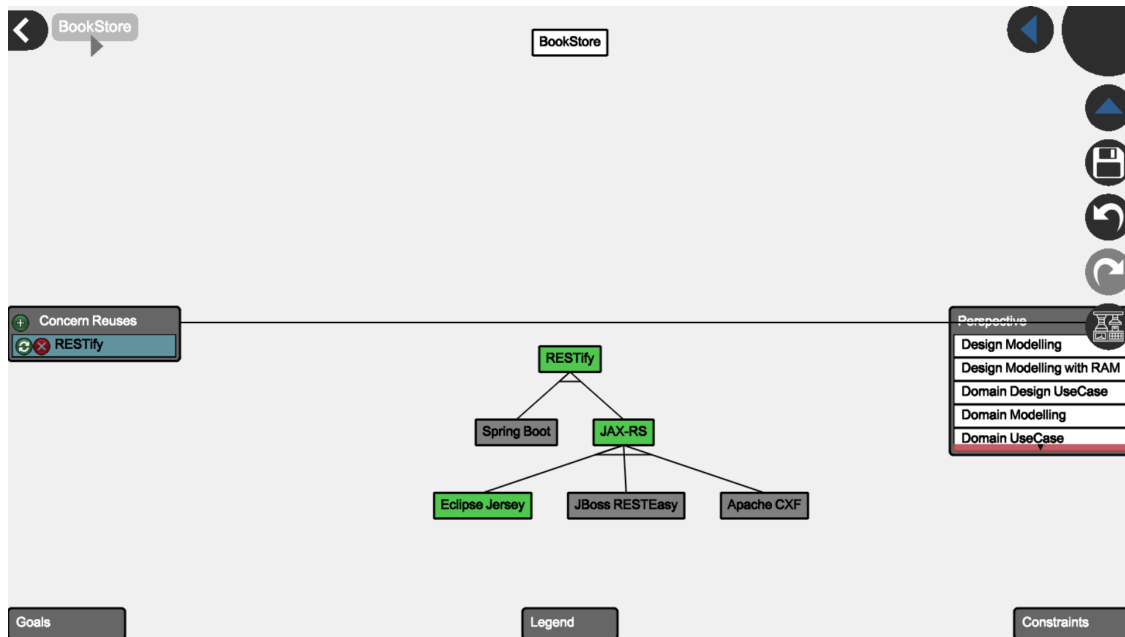 BookStore
BookStore
Concern Reuses
RESTify
Perspective
Design Modelling
Design Modelling with RAM
Domain Design UseCase
Domain Modelling
Domain UseCase
RESTify
Spring Boot
JAX-RS
Eclipse Jersey
JBoss RESTEasy
Apache CXF
Goals
Legend
Constraints